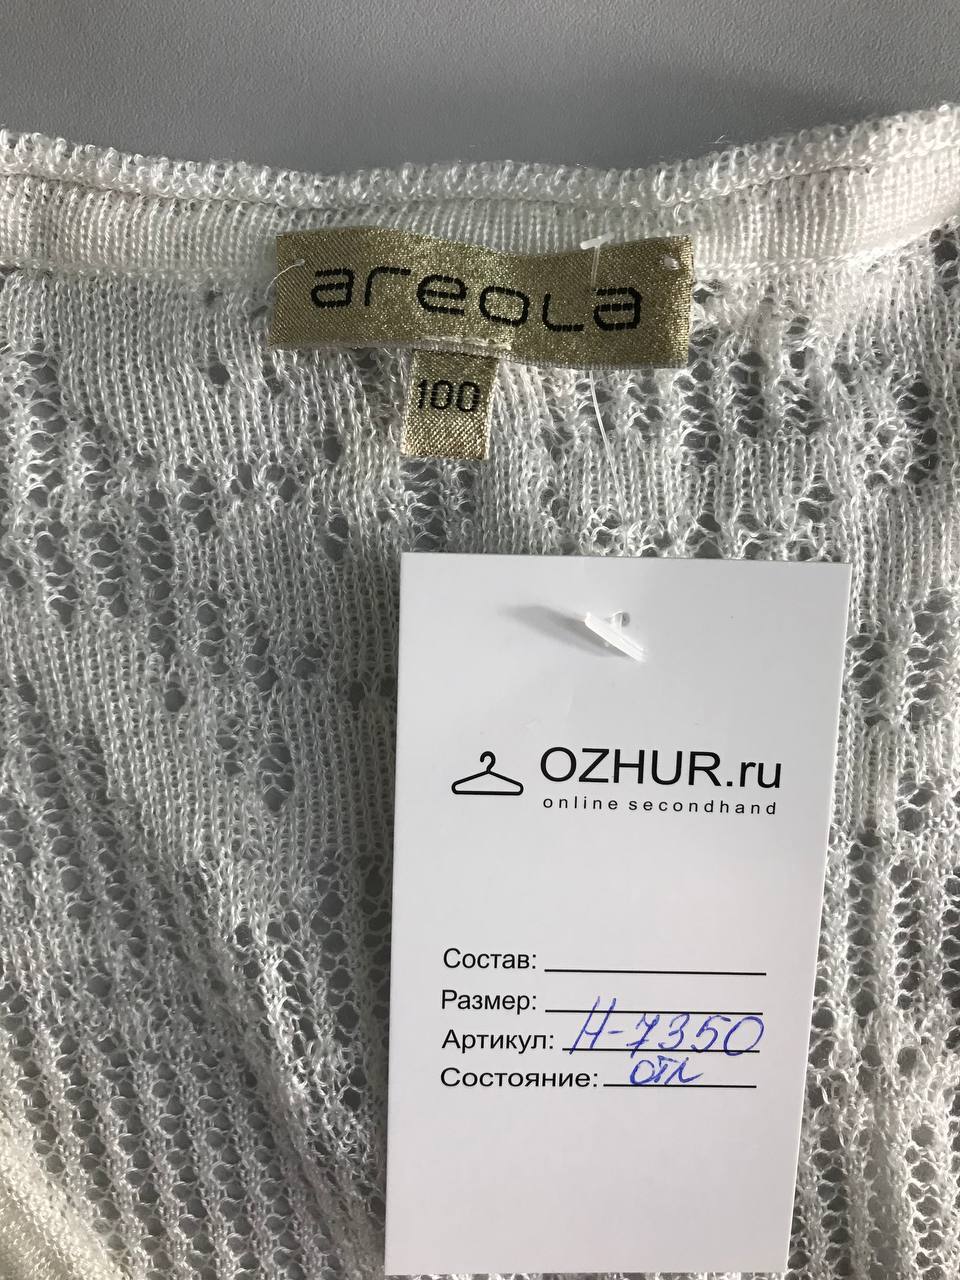 areola
100
OZHUR.ru
online secondhand
Состав:
Размер:
Артикул: Н-7350
Состояние: отл